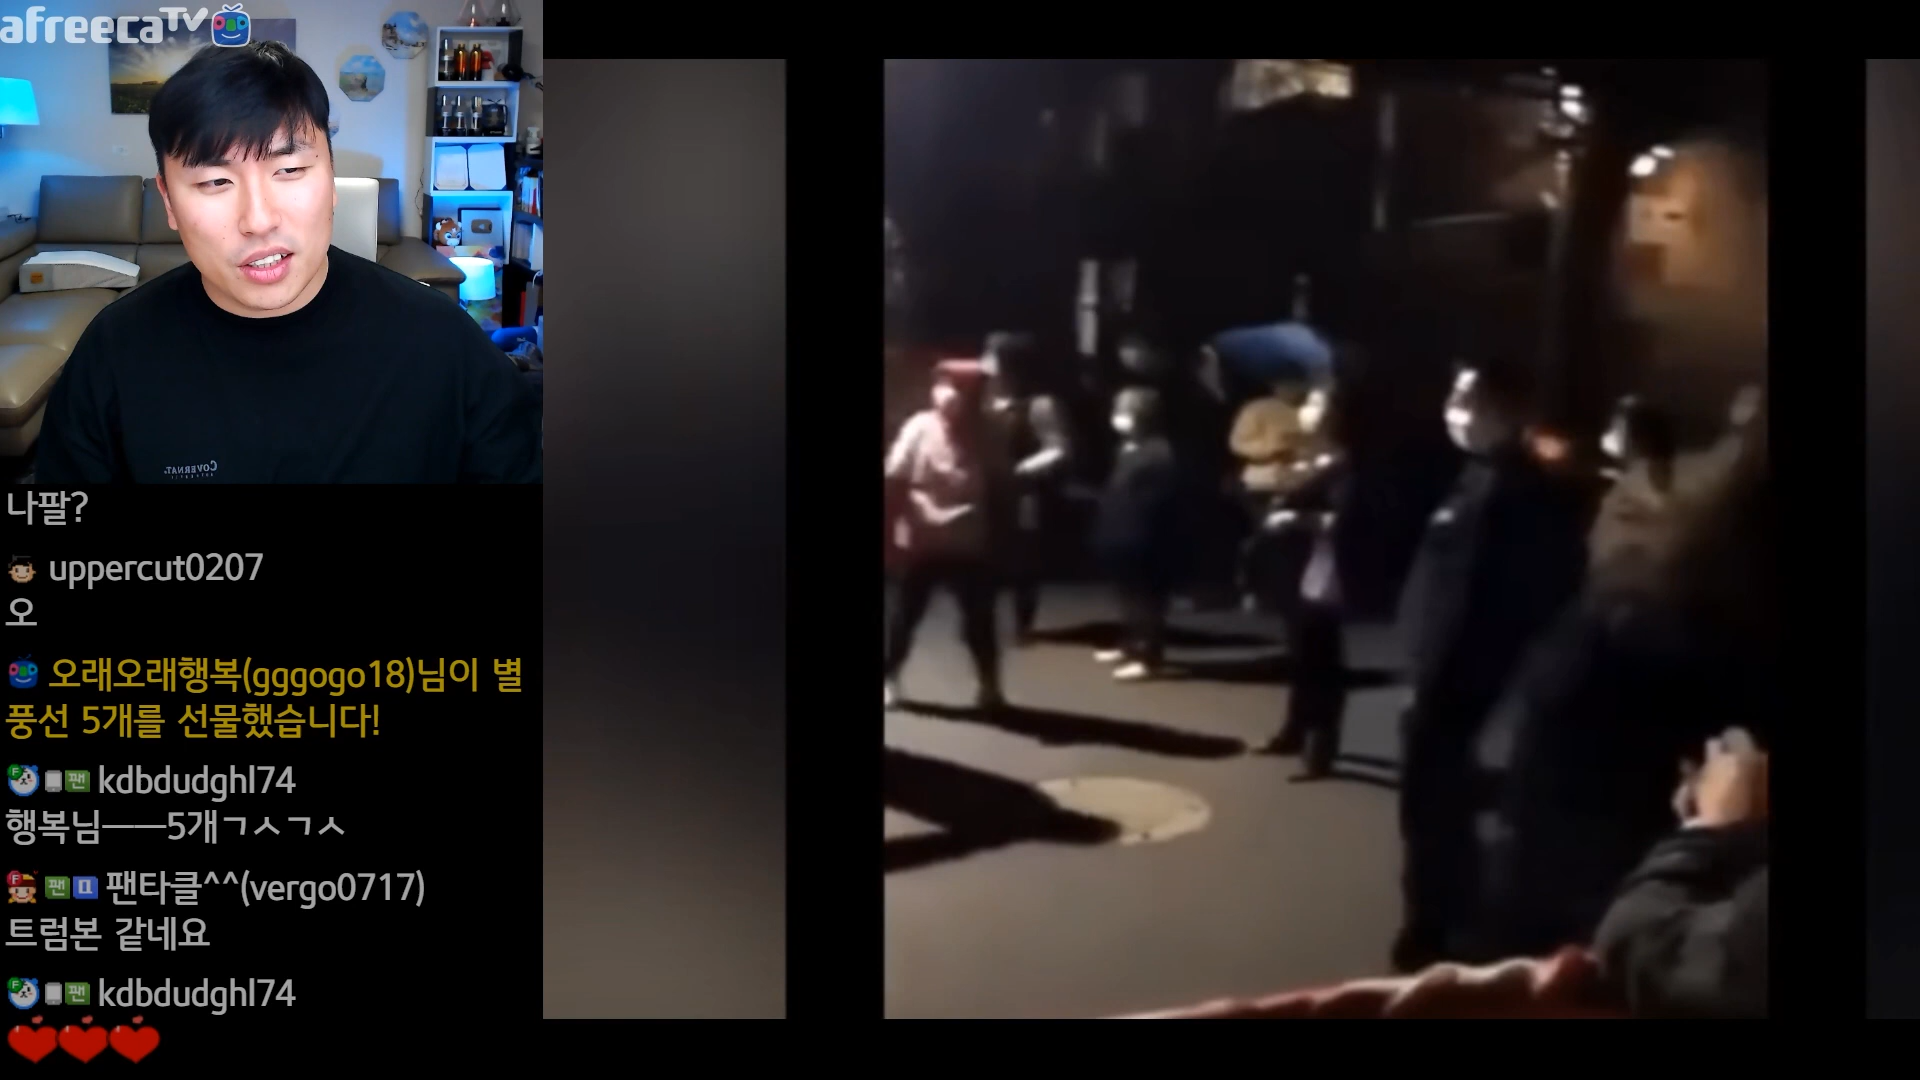 afreecaTV
COVERNAT
나팔?
uppercut0207
오
오래오래행복(gggogo18)님이 별
풍선 5개를 선물했습니다!
kdbdudghl74
행복님――5개ㄱㅅㄱㅅ
팬타클^^(vergo0717)
트럼본 같네요
kdbdudghl74